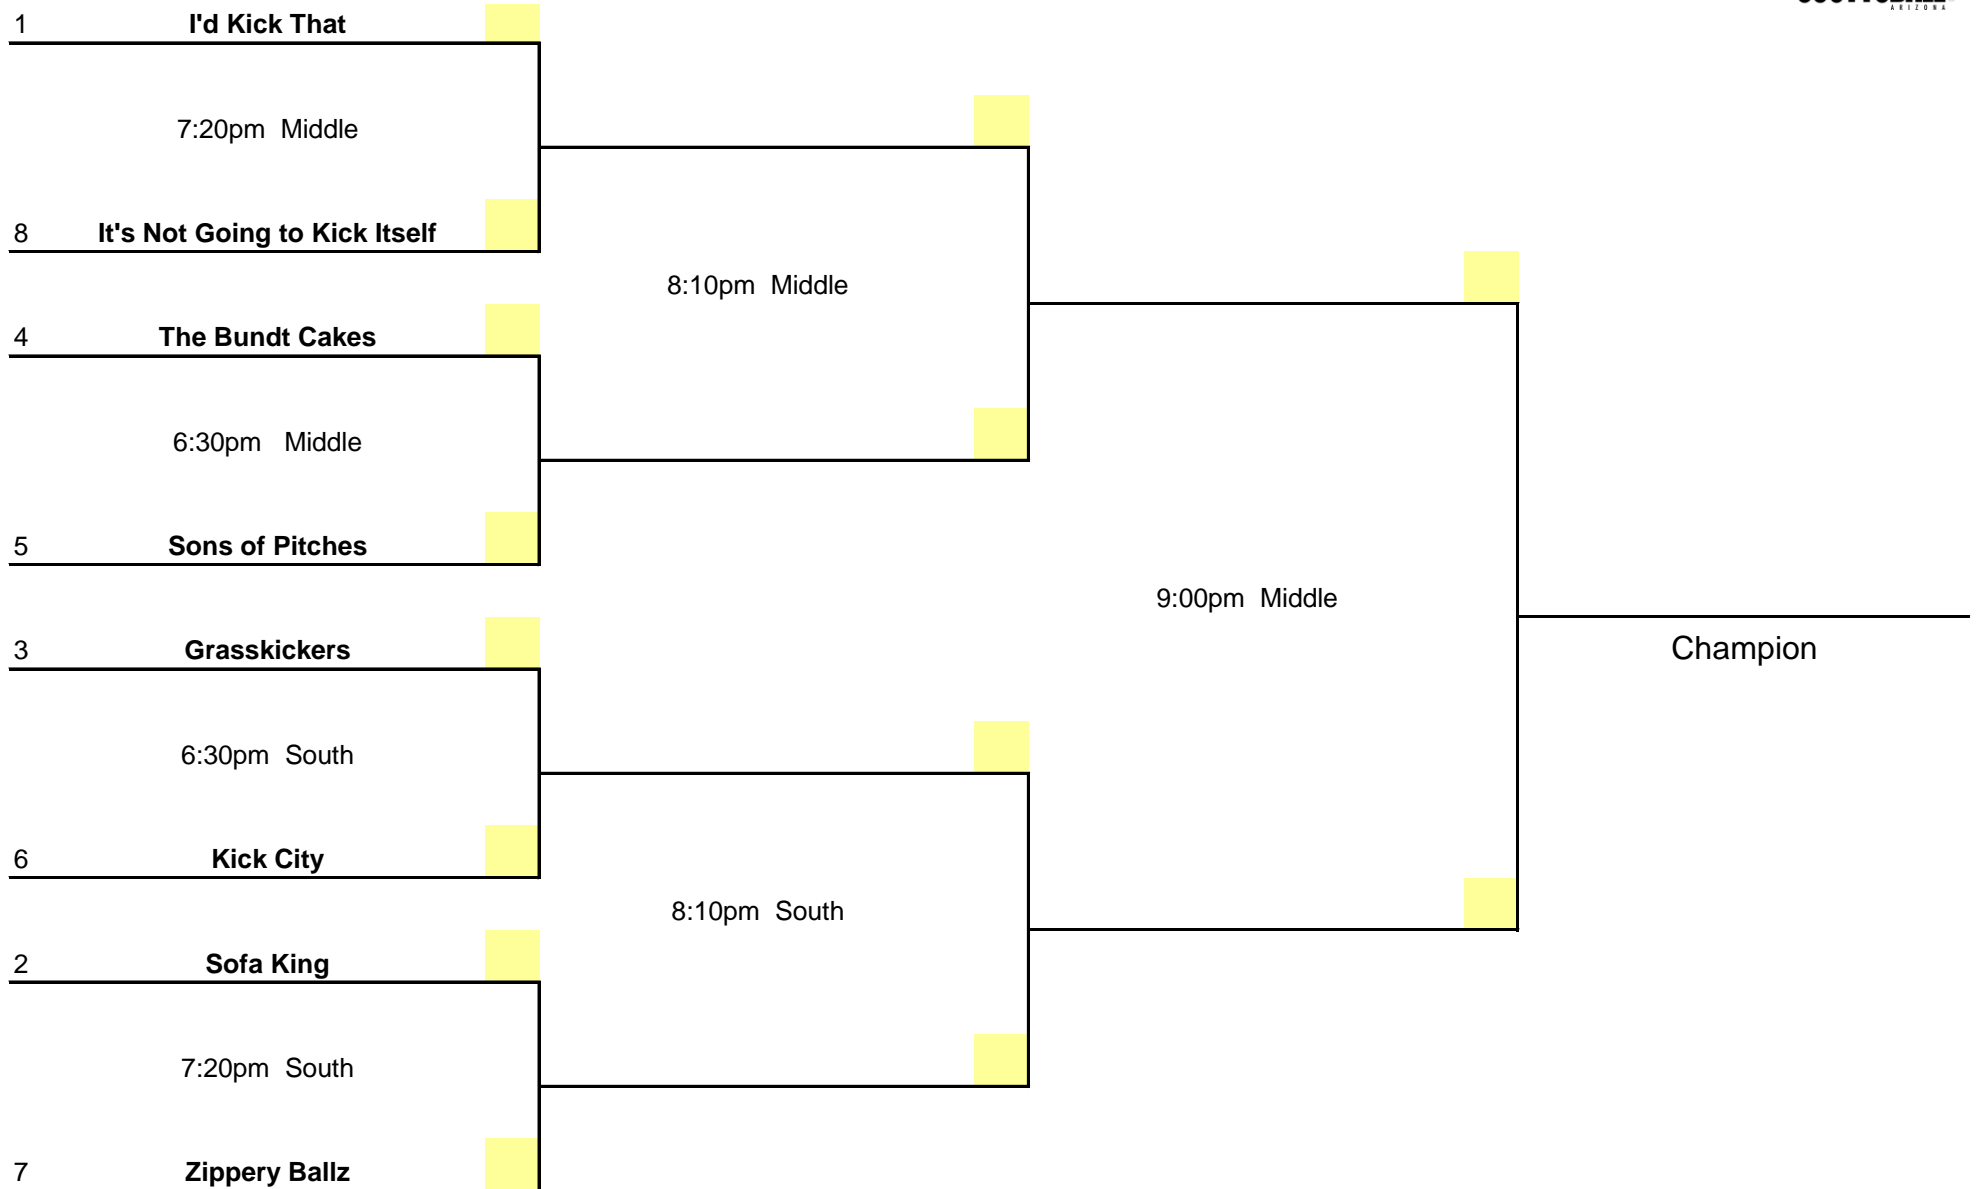 ARIZONA
1 I'd Kick That
7:20pm Middle
8 It's Not Going to Kick Itself
8:10pm Middle
4 The Bundt Cakes
6:30pm Middle
5 Sons of Pitches
9:00pm Middle
Champion
3 Grasskickers
6:30pm South
6 Kick City
8:10pm South
2 Sofa King
7:20pm South
7 Zippery Ballz